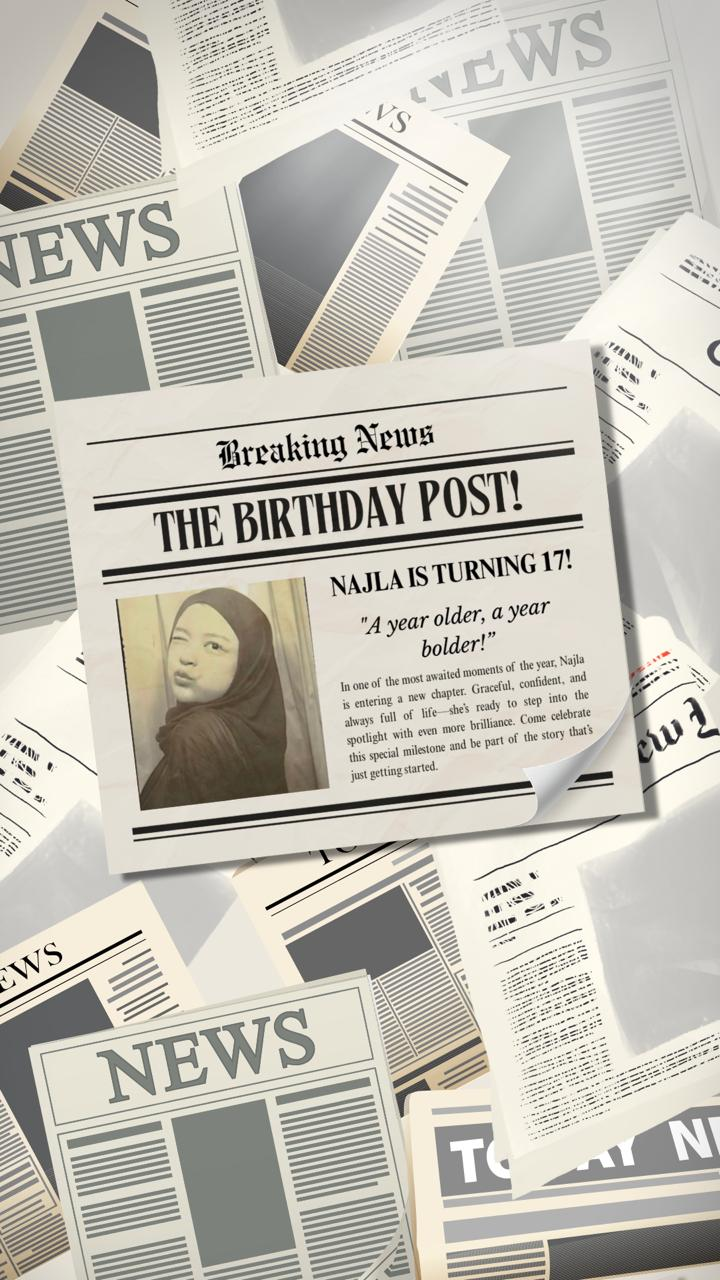 NEWS
NS
NEWS
Breaking News
THE BIRTHDAY POST!
NAJLA IS TURNING 17!
"A year older, a year
bolder!”
In one of the most awaited moments of the year, Najla
is entering a new chapter. Graceful, confident, and
always full of life—she's ready to step into the
spotlight with even more brilliance. Come celebrate
this special milestone and be part of the story that's
just getting started.
EWS
NEWS